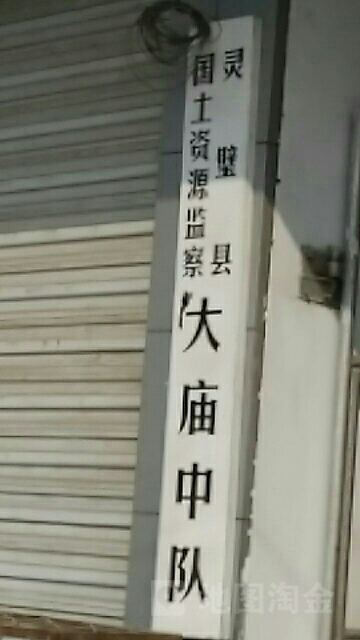 灵璧县
国土资源监察
大庙中队
地图淘金